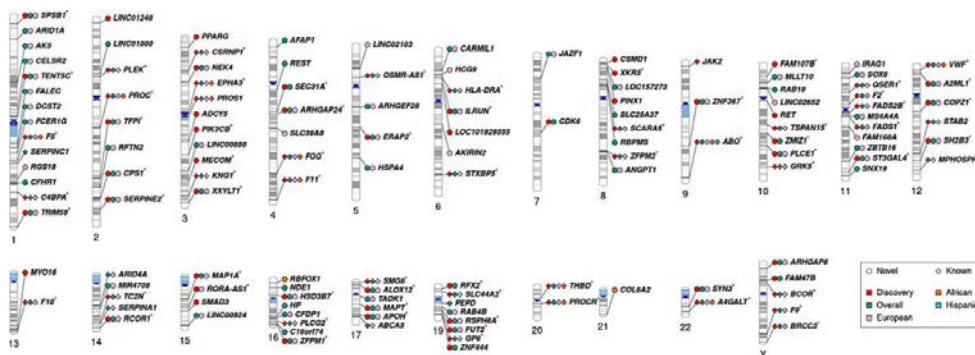 SPSB1*
ARID1A
AK5
CELSR2
TENT5C*
FALEC
DCST2
FCER1G
F5*
SERPINC1
RGS18
CFHR1
C4BPA*
TRIM58*
1
LINC01249
LINC01800
PLEK*
PROC*
TFPI*
RFTN2
CPS1*
SERPINE2*
2
PPARG
CSRNP1*
NEK4
EPHA3*
PROS1
ADCY5
PIK3CB*
LINC00880
MECOM*
KNG1*
XXYLT1*
3
AFAP1
REST
SEC31A*
ARHGAP24*
SLC39A8
FGG*
F11*
4
LINC02103
OSMR-AS1*
ARHGEF28
ERAP2*
HSPA4
5
CARMIL1
HCG9
HLA-DRA*
ILRUN*
LOC101929555
AKIRIN2
STXBP5*
6
JAZF1
CDK6
7
CSMD1
XKR6*
LOC157273
PINX1
SLC25A37
SCARA5*
RBPMS
ZFPM2*
ANGPT1
8
JAK2
ZNF367*
ABO*
9
FAM107B*
MLLT10
RAB18
LINC02652
RET
TSPAN15*
ZMIZ1*
PLCE1*
GRK5*
10
IRAG1
SOX6
GSER1*
F2*
FADS2B*
MS4A4A
FADS1*
FAM168A
ZBTB16
ST3GAL4*
SNX19
11
VWF*
A2ML1*
COPZ1*
STAB2
SH2B3*
MPHOSPH
12
Novel
Known
Discovery
African
Overall
Hispanic
European
MYO16
F10*
13
ARID4A
MIR4708
TC2N*
SERPINA1
RCOR1*
14
MAP1A*
RORA-AS1*
SMAD3
LINC00924
15
RBFOX1
NDE1
HSD3B7*
HP
CFDP1
PLCG2*
C16orf74
ZFPM1*
16
SMG6*
ALOX12*
TAOK1
MAPT*
APOH*
ABCA5
17
RFX2*
SLC44A2*
PEPD
RAB4B
RSPH6A*
FUT2*
GP6*
ZNF444
19
THBD*
PROCR*
20
COL6A2
21
SYN3*
A4GALT*
22
ARHGAP6
FAM47B
BCOR*
F9*
BRCC3*